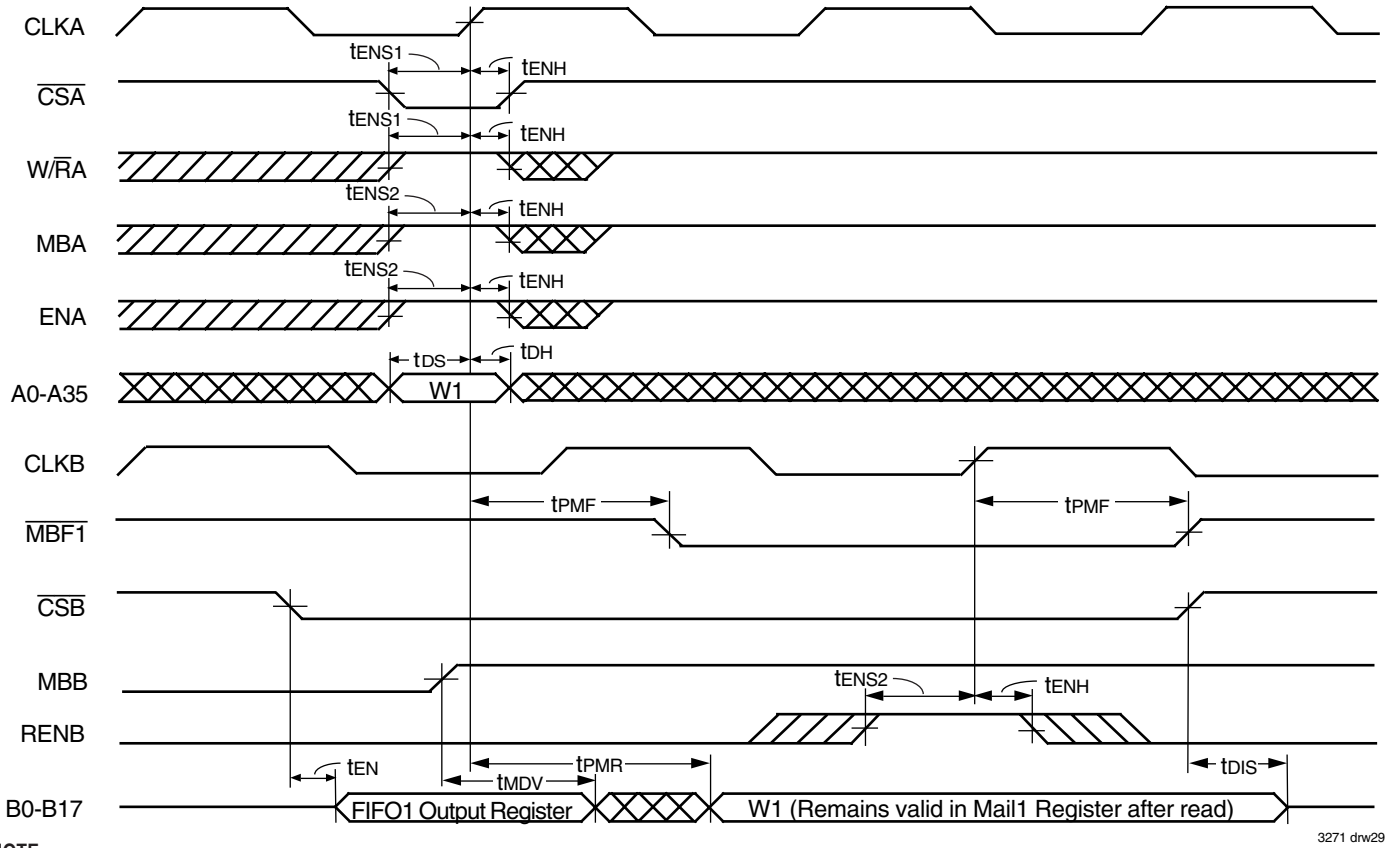 CLKA
tENS1
tENH
CSA
tENS1
tENH
W/RA
tENS2
tENH
MBA
tENS2
tENH
ENA
tDS
tDH
A0-A35
W1
CLKB
tPMF
tPMF
MBF1
CSB
MBB
tENS2
tENH
RENB
tEN
tPMR
tMDV
tDIS
B0-B17
FIFO1 Output Register
W1 (Remains valid in Mail1 Register after read)
3271 drw29